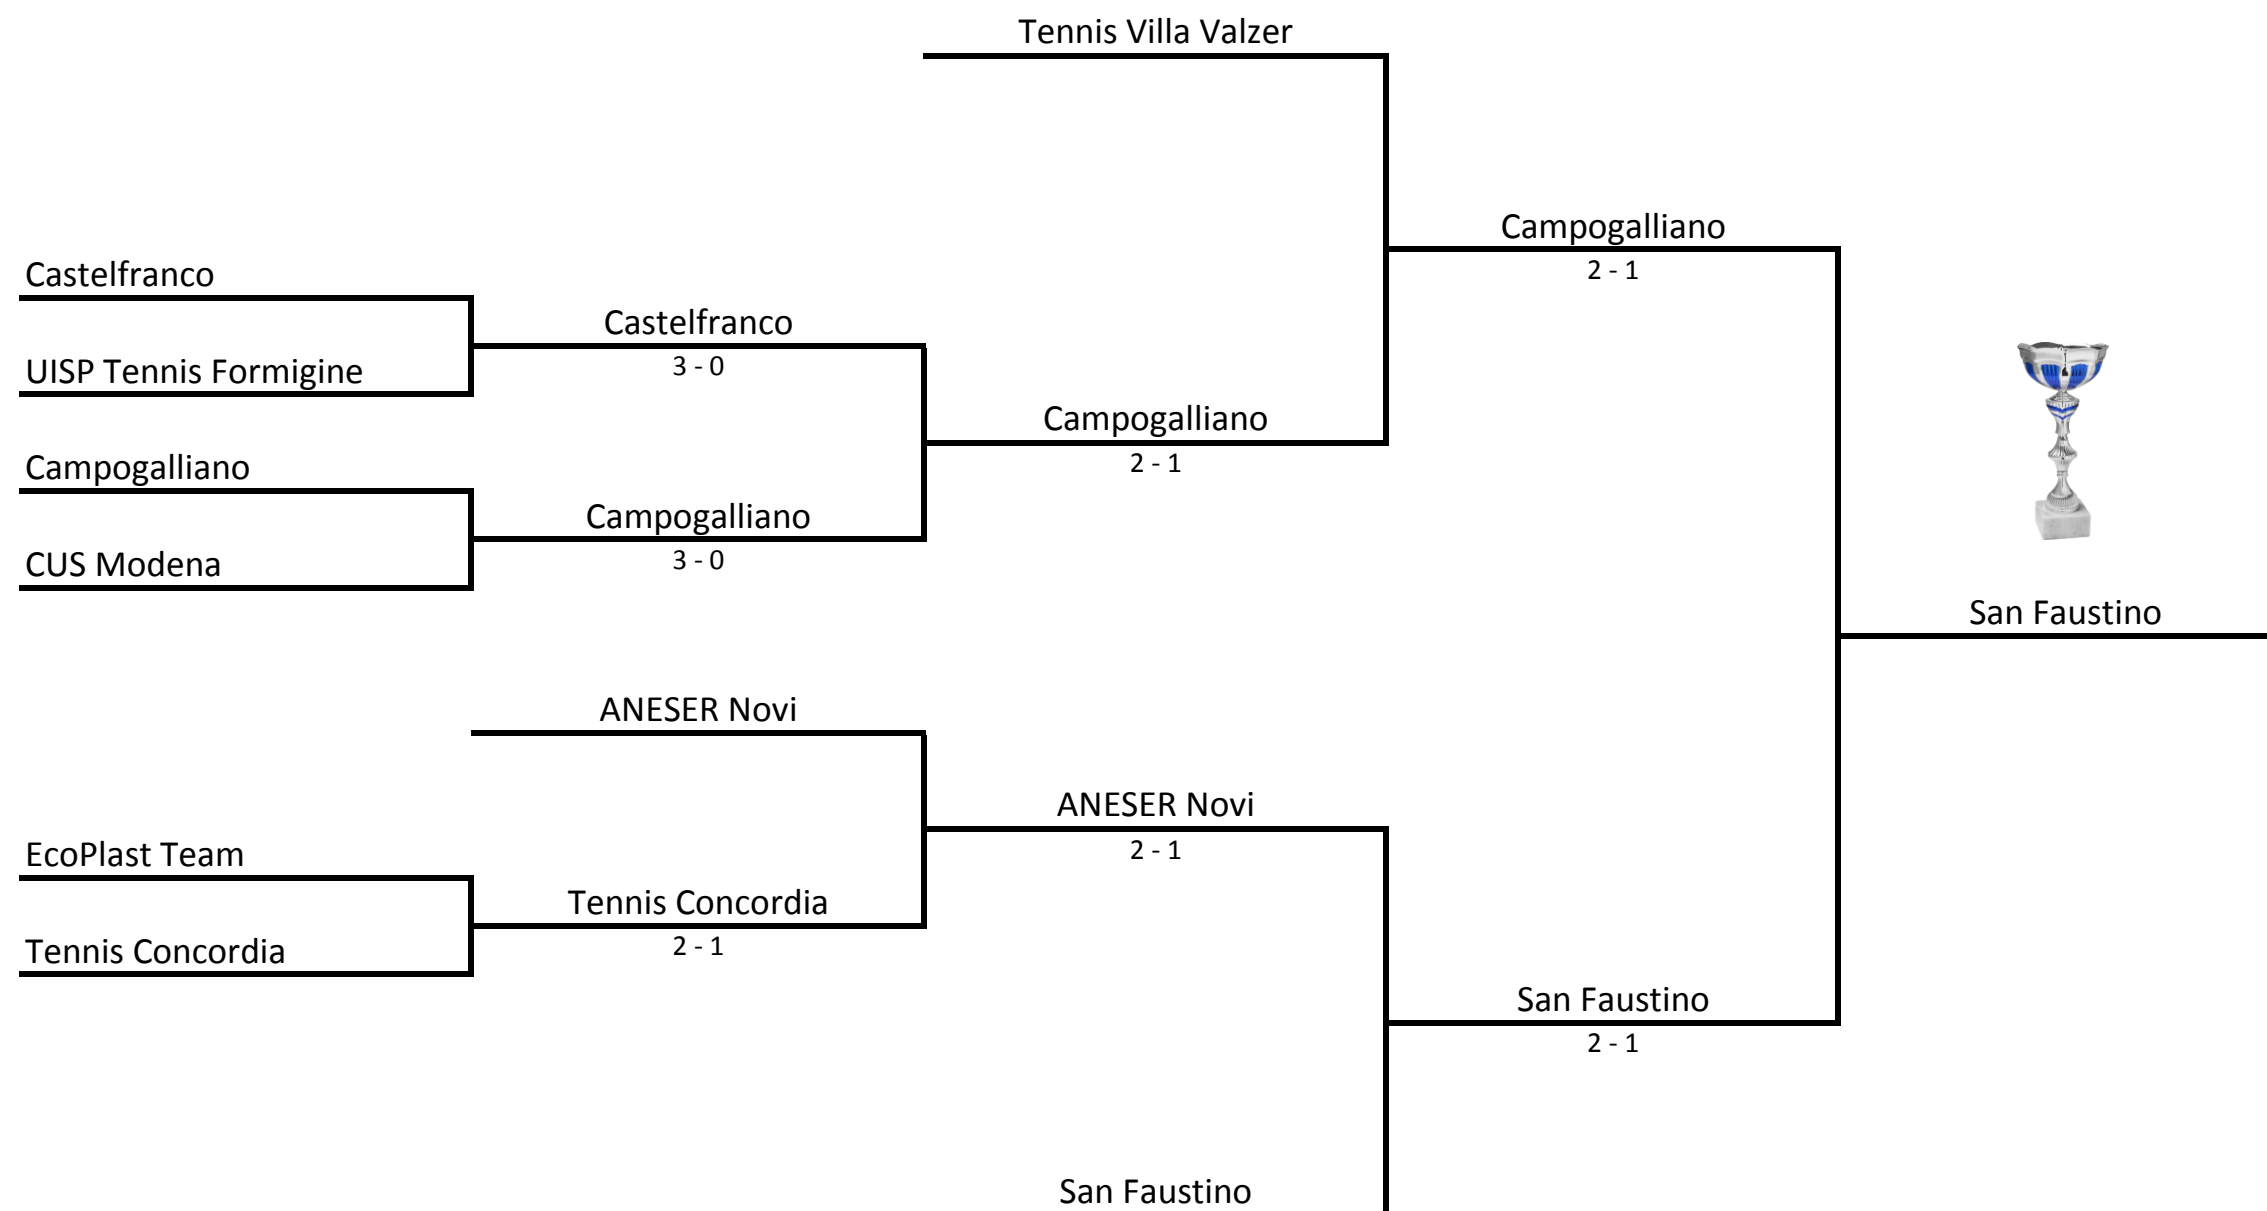 Tennis Villa Valzer
Campogalliano
2 - 1
Castelfranco
Castelfranco
3 - 0
UISP Tennis Formigine
Campogalliano
2 - 1
Campogalliano
Campogalliano
3 - 0
CUS Modena
San Faustino
ANESER Novi
ANESER Novi
2 - 1
EcoPlast Team
Tennis Concordia
2 - 1
Tennis Concordia
San Faustino
2 - 1
San Faustino